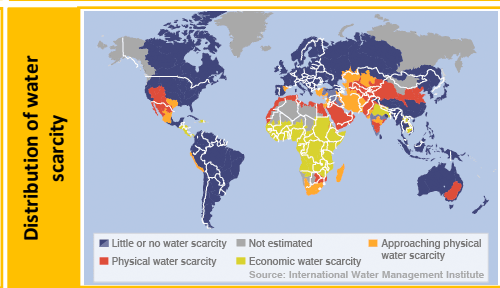 Distribution of water
scarcity
Little or no water scarcity
Not estimated
Approaching physical
water scarcity
Physical water scarcity
Economic water scarcity
Source: International Water Management Institute